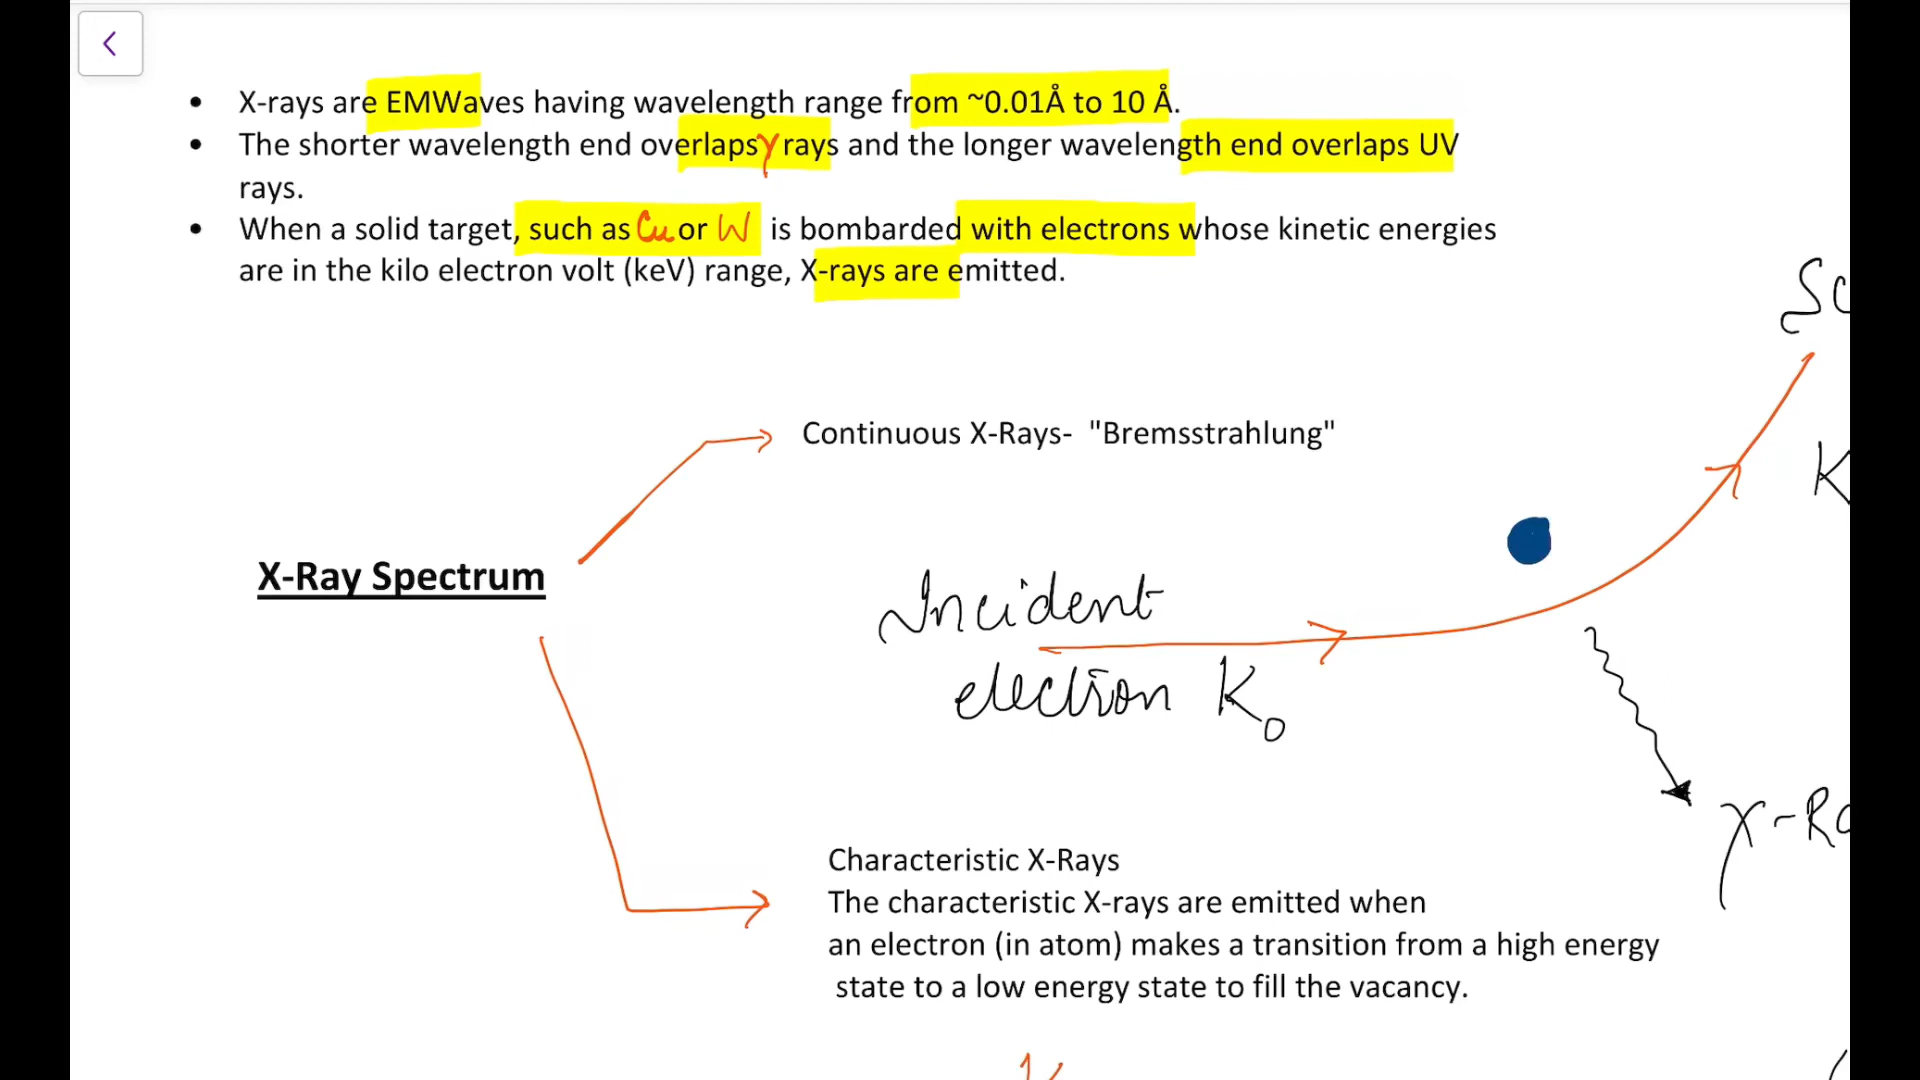 • X-rays are EMWaves having wavelength range from ~0.01Å to 10 Å.
• The shorter wavelength end overlaps γ rays and the longer wavelength end overlaps UV
rays.
• When a solid target, such as Cu or W is bombarded with electrons whose kinetic energies
are in the kilo electron volt (keV) range, X-rays are emitted.
Sc
Continuous X-Rays- "Bremsstrahlung"
K
X-Ray Spectrum
Incident
electron K₀
X-Ra
Characteristic X-Rays
The characteristic X-rays are emitted when
an electron (in atom) makes a transition from a high energy
state to a low energy state to fill the vacancy.